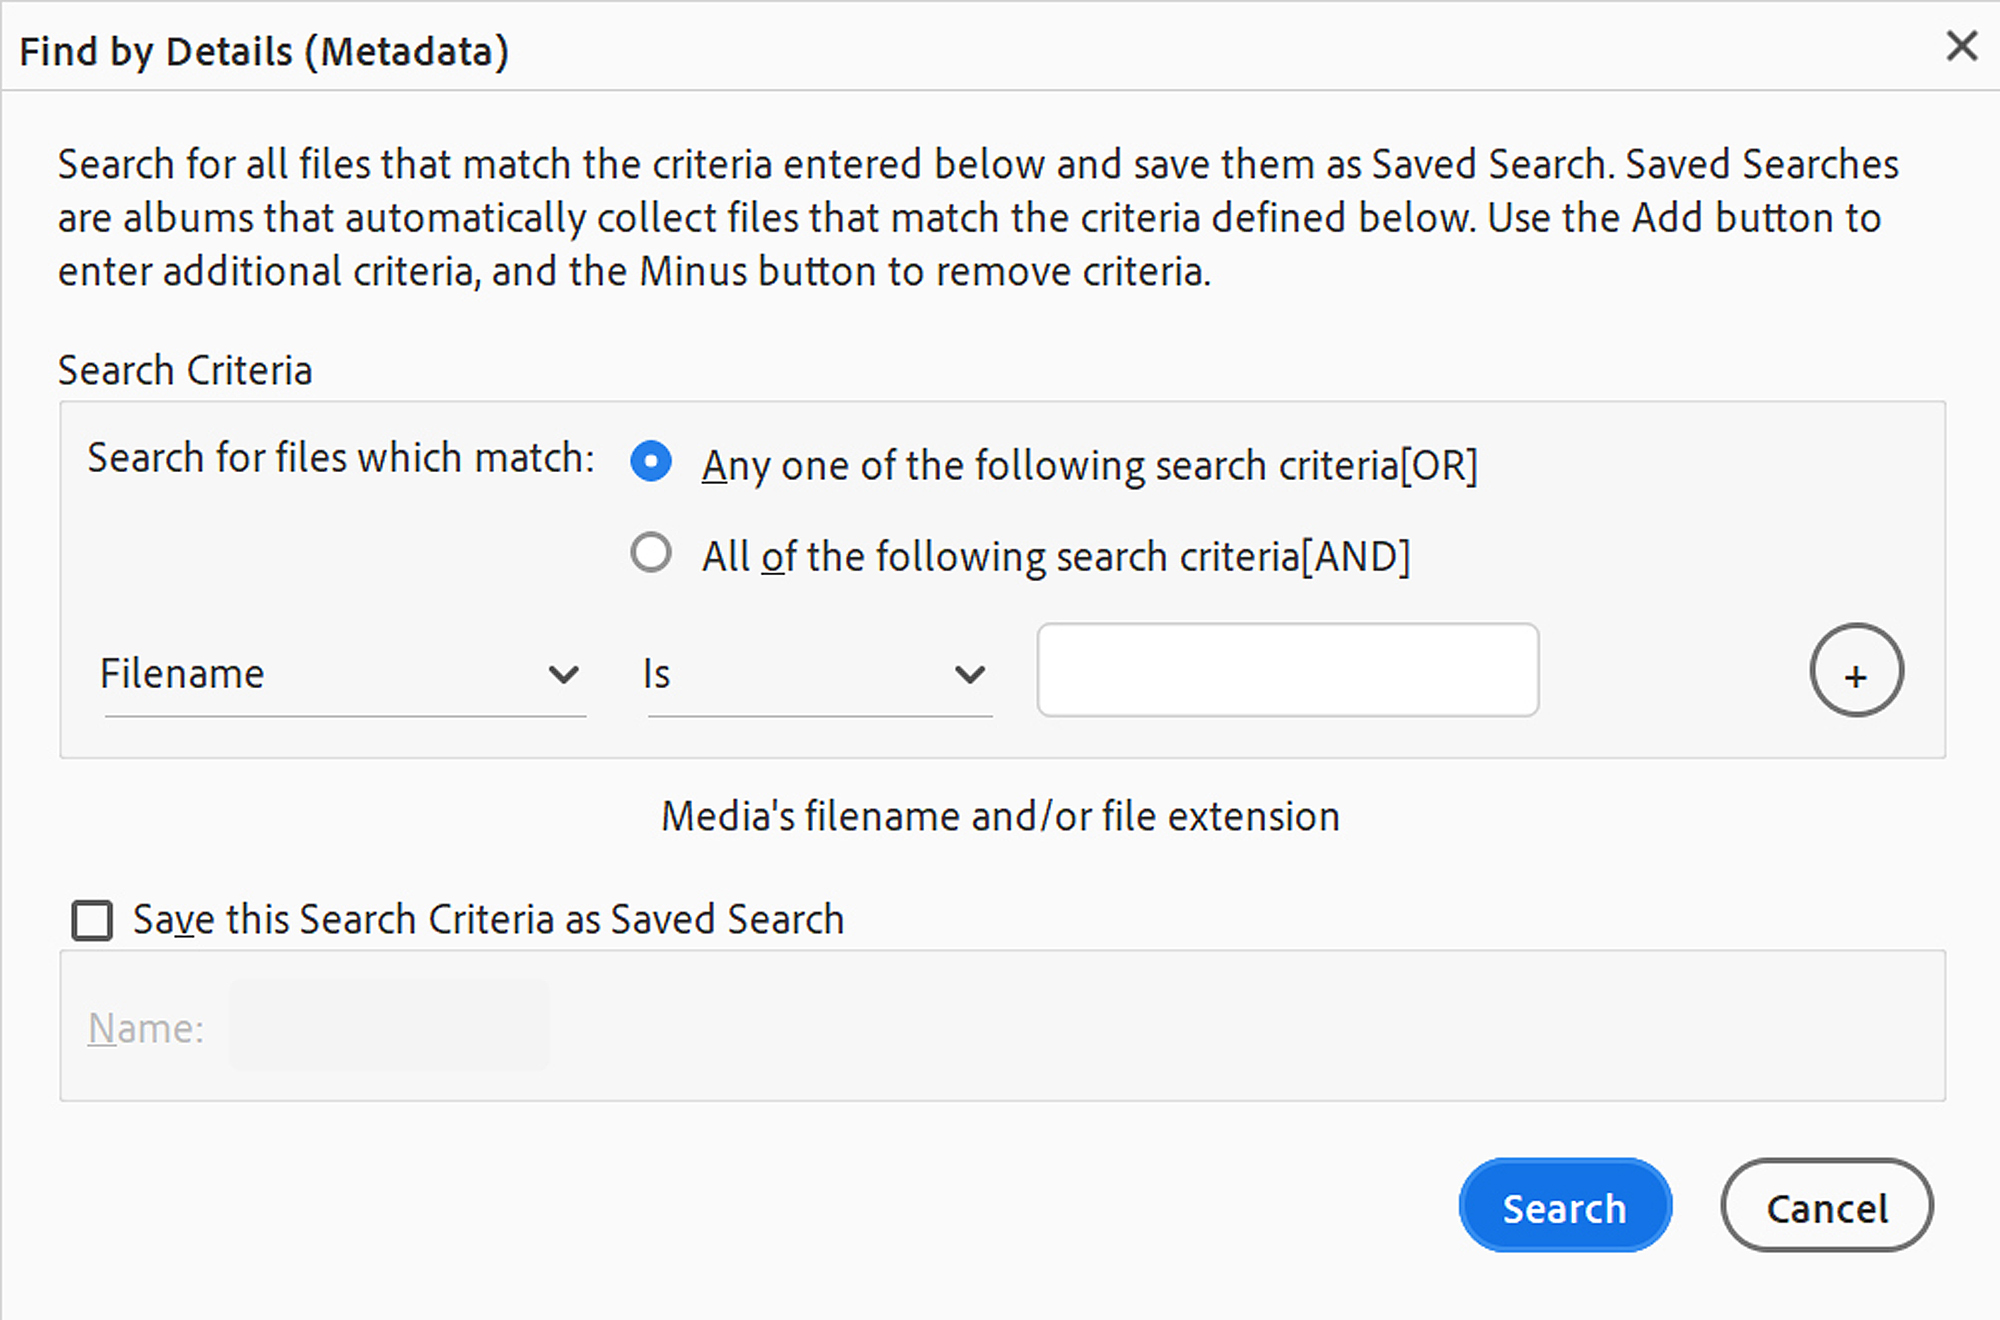 Find by Details (Metadata)
Search for all files that match the criteria entered below and save them as Saved Search. Saved Searches
are albums that automatically collect files that match the criteria defined below. Use the Add button to
enter additional criteria, and the Minus button to remove criteria.
Search Criteria
Search for files which match:
Any one of the following search criteria[OR]
All of the following search criteria[AND]
Filename
Is
+
Media's filename and/or file extension
Save this Search Criteria as Saved Search
Name:
Search
Cancel